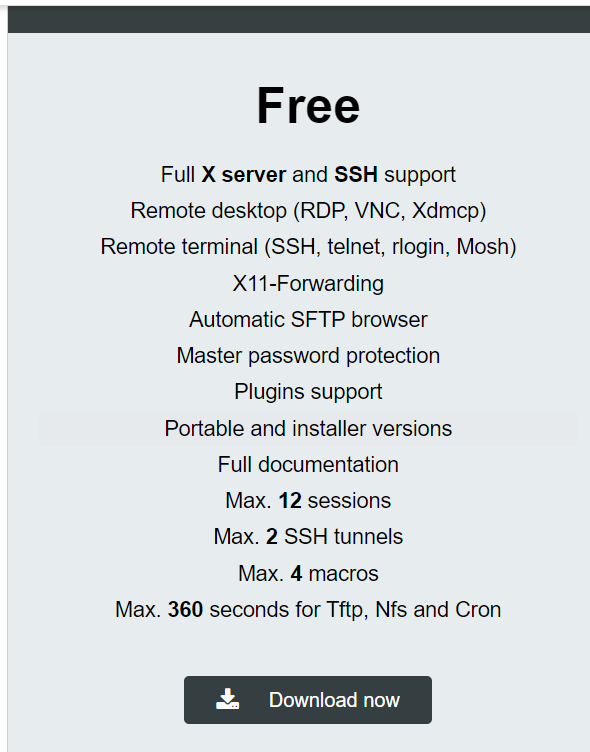 Free
Full X server and SSH support
Remote desktop (RDP, VNC, Xdmcp)
Remote terminal (SSH, telnet, rlogin, Mosh)
X11-Forwarding
Automatic SFTP browser
Master password protection
Plugins support
Portable and installer versions
Full documentation
Max. 12 sessions
Max. 2 SSH tunnels
Max. 4 macros
Max. 360 seconds for Tftp, Nfs and Cron
Download now